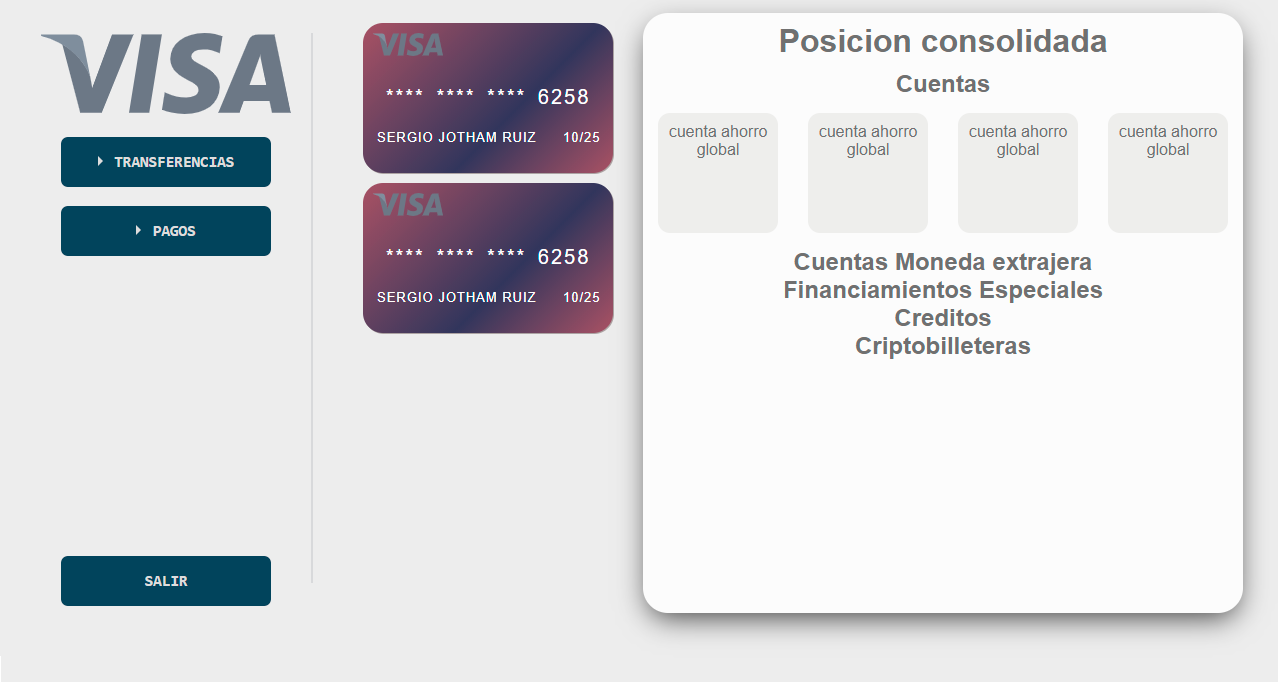 VISA
TRANSFERENCIAS
PAGOS
SALIR
VISA
**** **** **** 6258
SERGIO JOTHAM RUIZ 10/25
VISA
**** **** **** 6258
SERGIO JOTHAM RUIZ 10/25
Posicion consolidada
Cuentas
cuenta ahorro
global
cuenta ahorro
global
cuenta ahorro
global
cuenta ahorro
global
Cuentas Moneda extrajera
Financiamientos Especiales
Creditos
Criptobilleteras